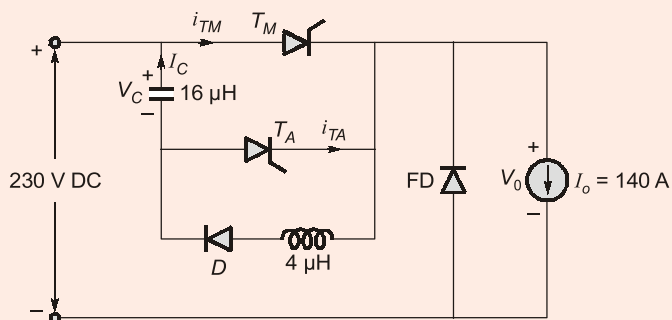 i_TM
T_M
+
I_C
+
V_C
16 μH
−
T_A
i_TA
230 V DC
FD
+
V_0
I_o = 140 A
−
D
4 μH
−